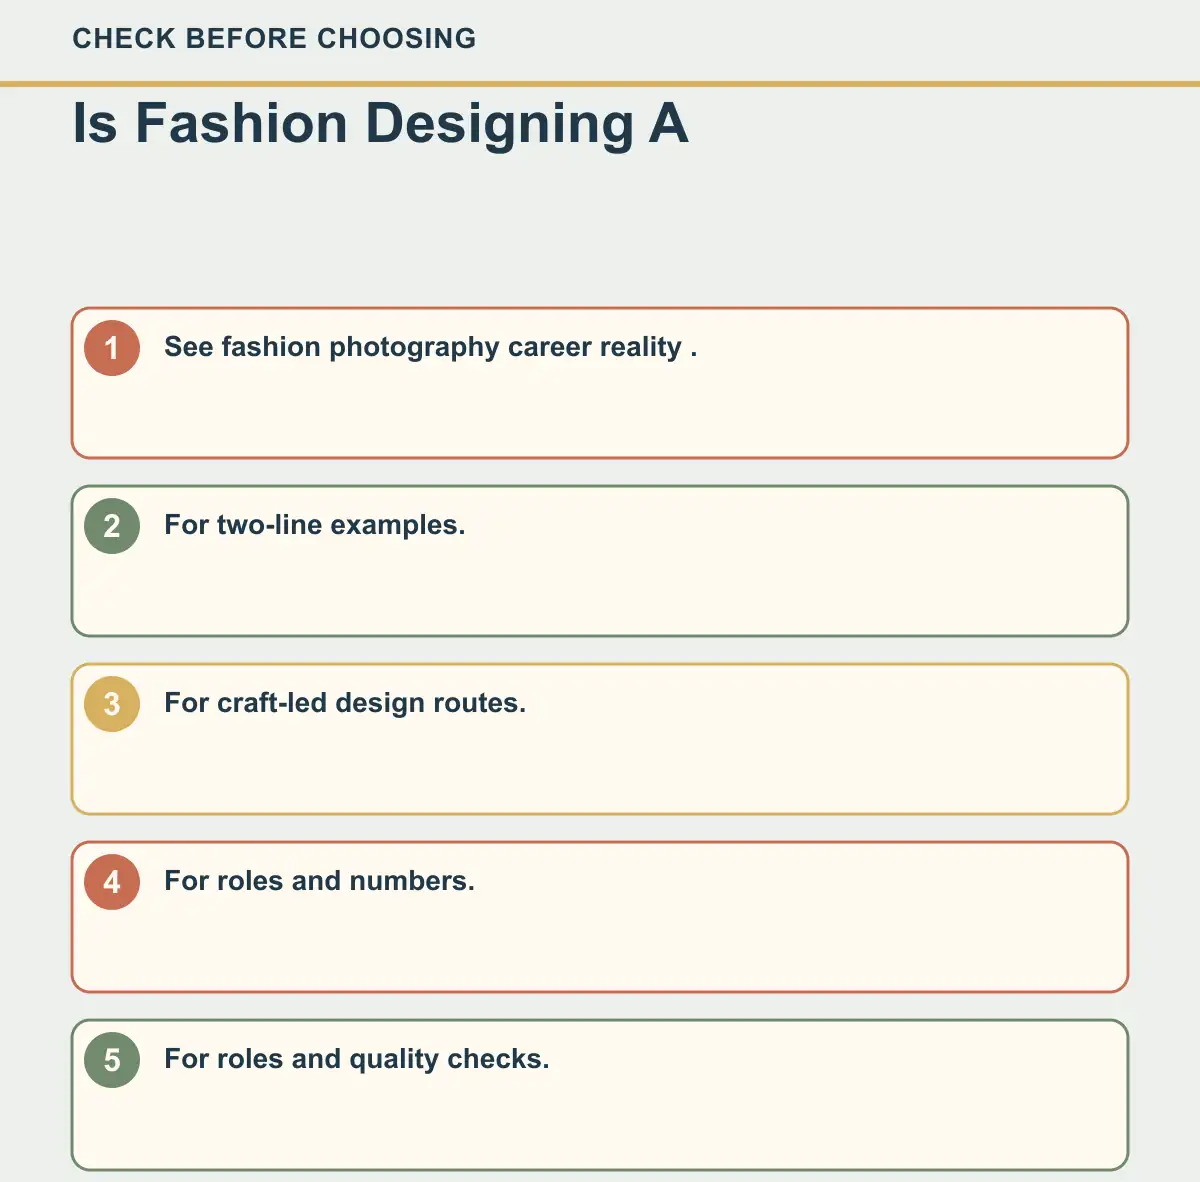 CHECK BEFORE CHOOSING
Is Fashion Designing A
1 See fashion photography career reality .
2 For two-line examples.
3 For craft-led design routes.
4 For roles and numbers.
5 For roles and quality checks.